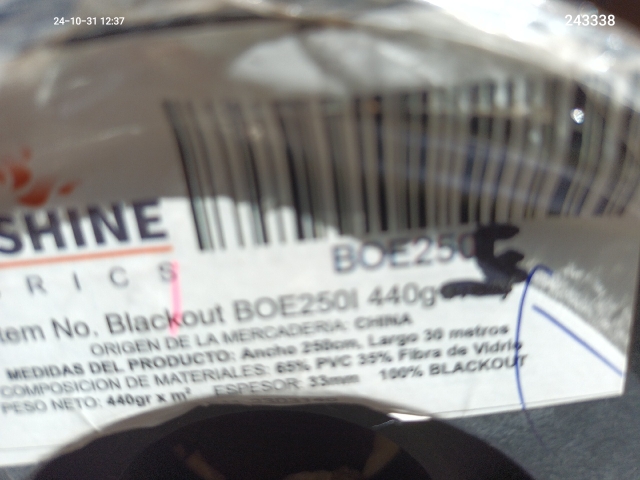 24-10-31 12:37
243338
SHINE
RICS
BOE250
tem No. Blackout BOE250I 440g
ORIGEN DE LA MERCADERIA: CHINA
MEDIDAS DEL PRODUCTO: Ancho 250cm, Largo 30 metros
COMPOSICION DE MATERIALES: 65% PVC 35% Fibra de Vidrio
PESO NETO: 440gr x m² ESPESOR: 33mm 100% BLACKOUT